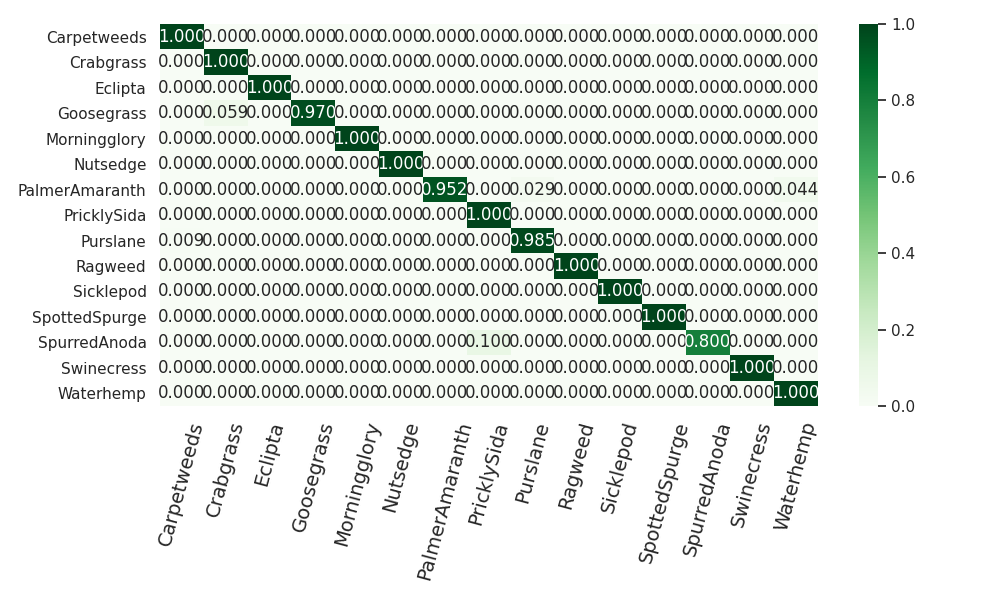 Carpetweeds 1.000 0.000 0.000 0.000 0.000 0.000 0.000 0.000 0.000 0.000 0.000 0.000 0.000 0.000 0.000 1.0
Crabgrass 0.000 1.000 0.000 0.000 0.000 0.000 0.000 0.000 0.000 0.000 0.000 0.000 0.000 0.000 0.000
Eclipta 0.000 0.000 1.000 0.000 0.000 0.000 0.000 0.000 0.000 0.000 0.000 0.000 0.000 0.000 0.000
Goosegrass 0.000 0.059 0.000 0.970 0.000 0.000 0.000 0.000 0.000 0.000 0.000 0.000 0.000 0.000 0.000 0.8
Morningglory 0.000 0.000 0.000 0.000 1.000 0.000 0.000 0.000 0.000 0.000 0.000 0.000 0.000 0.000 0.000
Nutsedge 0.000 0.000 0.000 0.000 0.000 1.000 0.000 0.000 0.000 0.000 0.000 0.000 0.000 0.000 0.000
PalmerAmaranth 0.000 0.000 0.000 0.000 0.000 0.000 0.952 0.000 0.029 0.000 0.000 0.000 0.000 0.000 0.044 0.6
PricklySida 0.000 0.000 0.000 0.000 0.000 0.000 0.000 1.000 0.000 0.000 0.000 0.000 0.000 0.000 0.000
Purslane 0.009 0.000 0.000 0.000 0.000 0.000 0.000 0.000 0.985 0.000 0.000 0.000 0.000 0.000 0.000
Ragweed 0.000 0.000 0.000 0.000 0.000 0.000 0.000 0.000 0.000 1.000 0.000 0.000 0.000 0.000 0.000 0.4
Sicklepod 0.000 0.000 0.000 0.000 0.000 0.000 0.000 0.000 0.000 0.000 1.000 0.000 0.000 0.000 0.000
SpottedSpurge 0.000 0.000 0.000 0.000 0.000 0.000 0.000 0.000 0.000 0.000 0.000 1.000 0.000 0.000 0.000
SpurredAnoda 0.000 0.000 0.000 0.000 0.000 0.000 0.000 0.100 0.000 0.000 0.000 0.000 0.800 0.000 0.000 0.2
Swinecress 0.000 0.000 0.000 0.000 0.000 0.000 0.000 0.000 0.000 0.000 0.000 0.000 0.000 1.000 0.000
Waterhemp 0.000 0.000 0.000 0.000 0.000 0.000 0.000 0.000 0.000 0.000 0.000 0.000 0.000 0.000 1.000 0.0
Carpetweeds
Crabgrass
Eclipta
Goosegrass
Morningglory
Nutsedge
PalmerAmaranth
PricklySida
Purslane
Ragweed
Sicklepod
SpottedSpurge
SpurredAnoda
Swinecress
Waterhemp